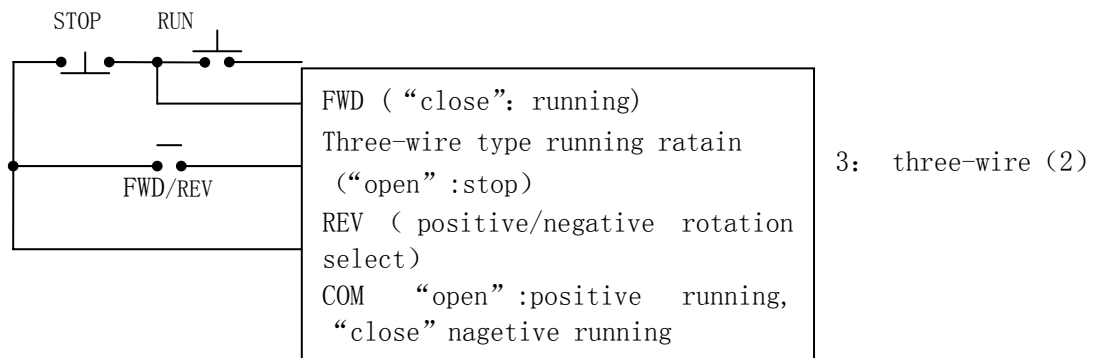 STOP RUN
FWD (“close”: running)
Three-wire type running ratain
(“open”:stop)
REV ( positive/negative rotation
select)
COM “open”:positive running,
“close”nagetive running
FWD/REV
3: three-wire (2)